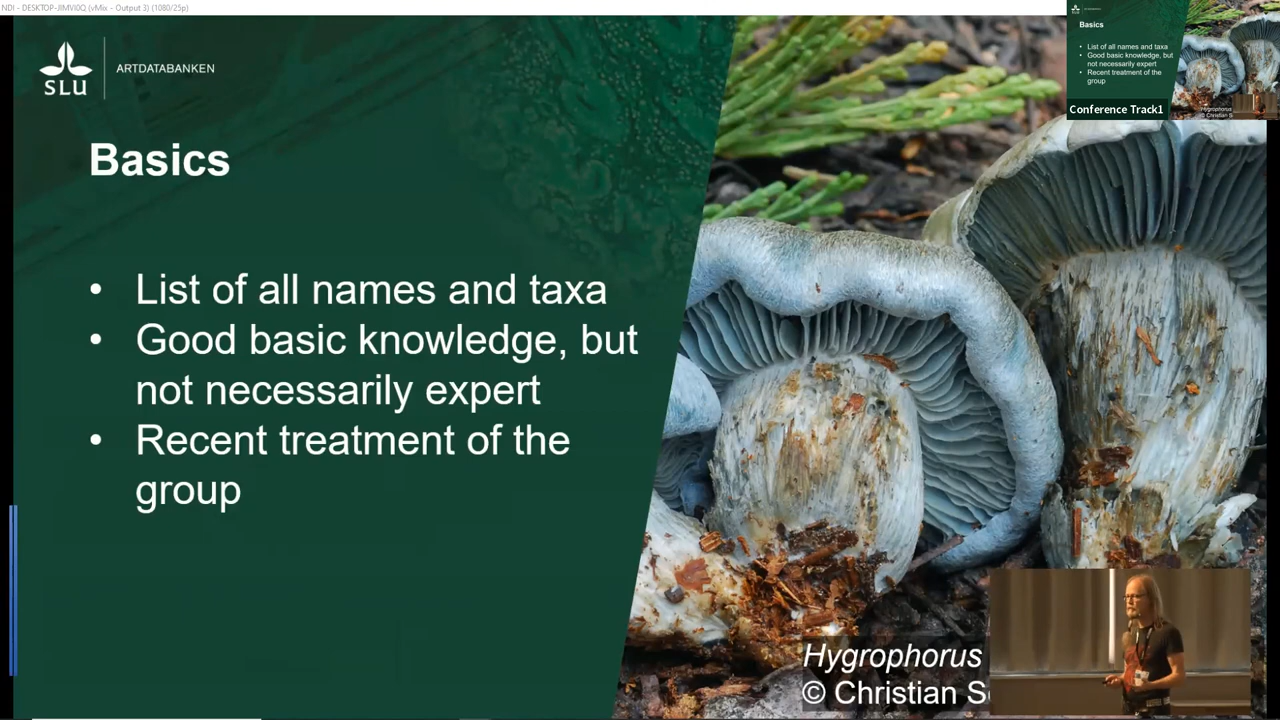 NDI - DESKTOP-JIMVI0Q (vMix - Output 3) (1080/25p)
SLU
ARTDATABANKEN
Basics
• List of all names and taxa
• Good basic knowledge, but
not necessarily expert
• Recent treatment of the
group
Hygrophorus
© Christian
Basics
• List of all names and taxa
• Good basic knowledge, but
not necessarily expert
• Recent treatment of the
group
Hygrophorus
© Christian S
Conference Track1